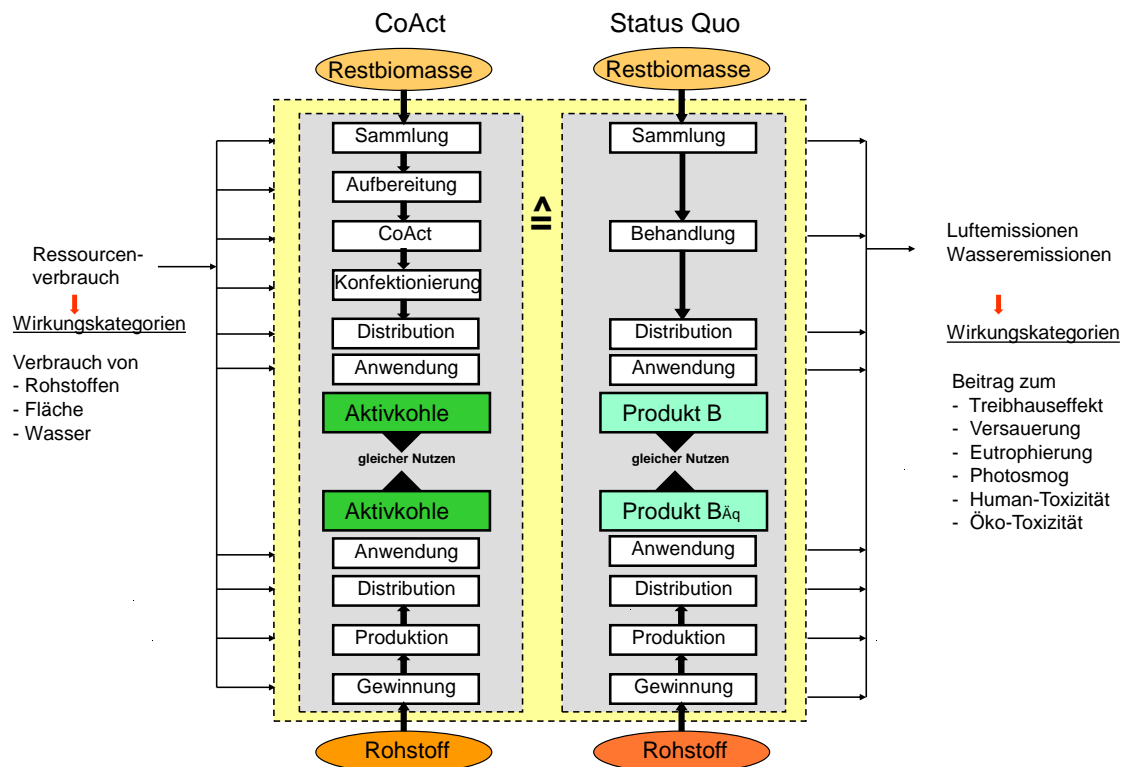 CoAct
Status Quo
Restbiomasse
Restbiomasse
Sammlung
Aufbereitung
CoAct
Konfektionierung
Distribution
Anwendung
Aktivkohle
gleicher Nutzen
Aktivkohle
Anwendung
Distribution
Produktion
Gewinnung
Rohstoff
≙
Sammlung
Behandlung
Distribution
Anwendung
Produkt B
gleicher Nutzen
Produkt BÄq
Anwendung
Distribution
Produktion
Gewinnung
Rohstoff
Ressourcen-
verbrauch
Wirkungskategorien
Verbrauch von
- Rohstoffen
- Fläche
- Wasser
Luftemissionen
Wasseremissionen
Wirkungskategorien
Beitrag zum
- Treibhauseffekt
- Versauerung
- Eutrophierung
- Photosmog
- Human-Toxizität
- Öko-Toxizität